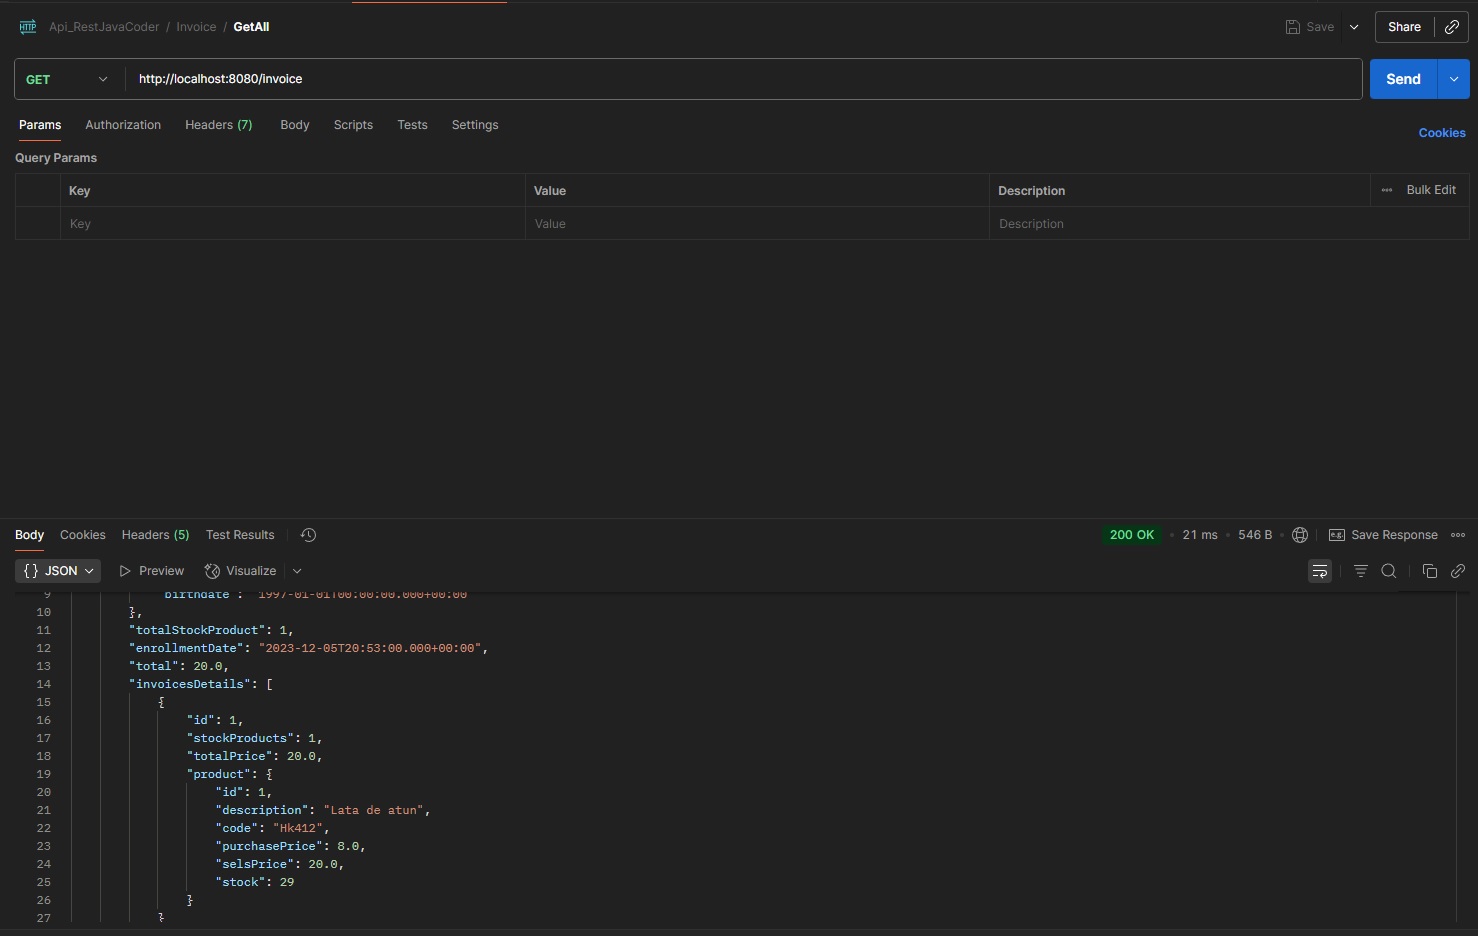 HTTP Api_RestJavaCoder / Invoice / GetAll Save Share
GET http://localhost:8080/invoice Send
Params Authorization Headers (7) Body Scripts Tests Settings Cookies
Query Params
Key Value Description Bulk Edit
Key Value Description
Body Cookies Headers (5) Test Results 200 OK • 21 ms • 546 B • e.g. Save Response
{} JSON Preview Visualize
9 "birthdate": "1997-01-01T00:00:00.000+00:00"
10 },
11 "totalStockProduct": 1,
12 "enrollmentDate": "2023-12-05T20:53:00.000+00:00",
13 "total": 20.0,
14 "invoicesDetails": [
15 {
16 "id": 1,
17 "stockProducts": 1,
18 "totalPrice": 20.0,
19 "product": {
20 "id": 1,
21 "description": "Lata de atun",
22 "code": "Hk412",
23 "purchasePrice": 8.0,
24 "selsPrice": 20.0,
25 "stock": 29
26 }
27 }